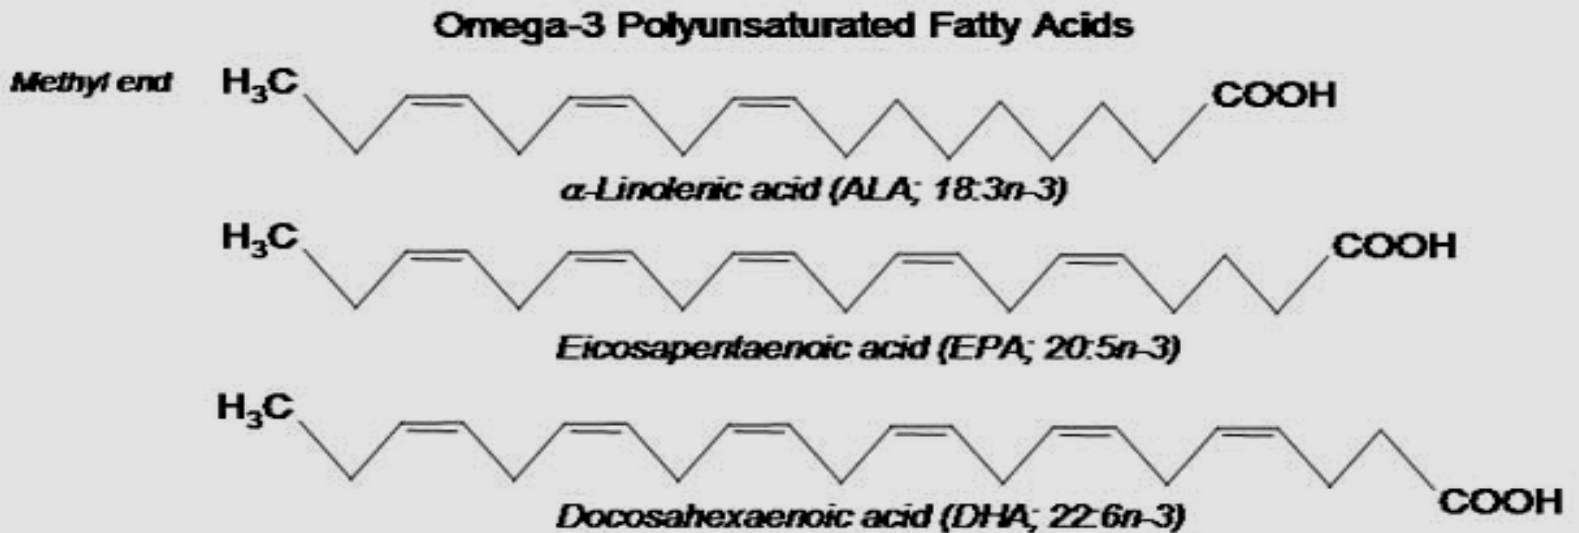 Omega-3 Polyunsaturated Fatty Acids
Methyl end H₃C COOH
α-Linolenic acid (ALA; 18:3n-3)
H₃C COOH
Eicosapentaenoic acid (EPA; 20:5n-3)
H₃C COOH
Docosahexaenoic acid (DHA; 22:6n-3)